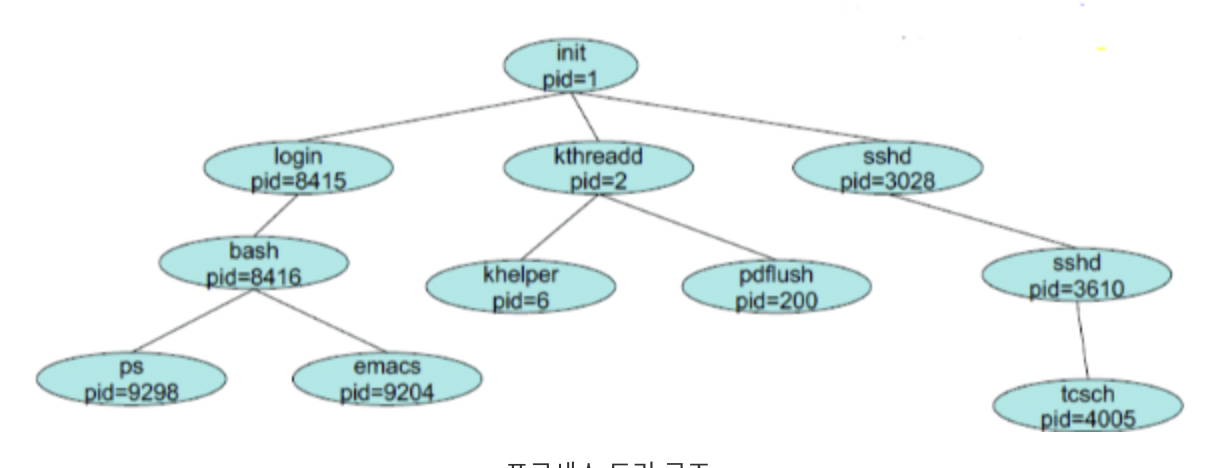 init
pid=1
login
pid=8415
kthreadd
pid=2
sshd
pid=3028
bash
pid=8416
khelper
pid=6
pdflush
pid=200
sshd
pid=3610
ps
pid=9298
emacs
pid=9204
tcsch
pid=4005